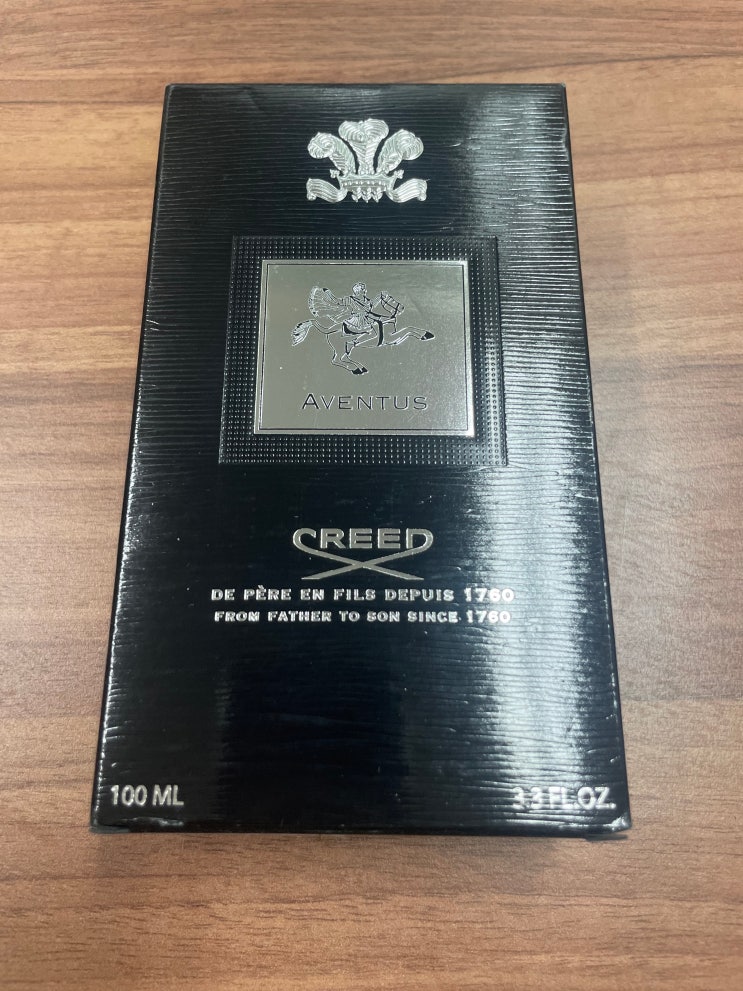 AVENTUS
CREED
DE PÈRE EN FILS DEPUIS 1760
FROM FATHER TO SON SINCE 1760
100 ML
3.3 FL.OZ.